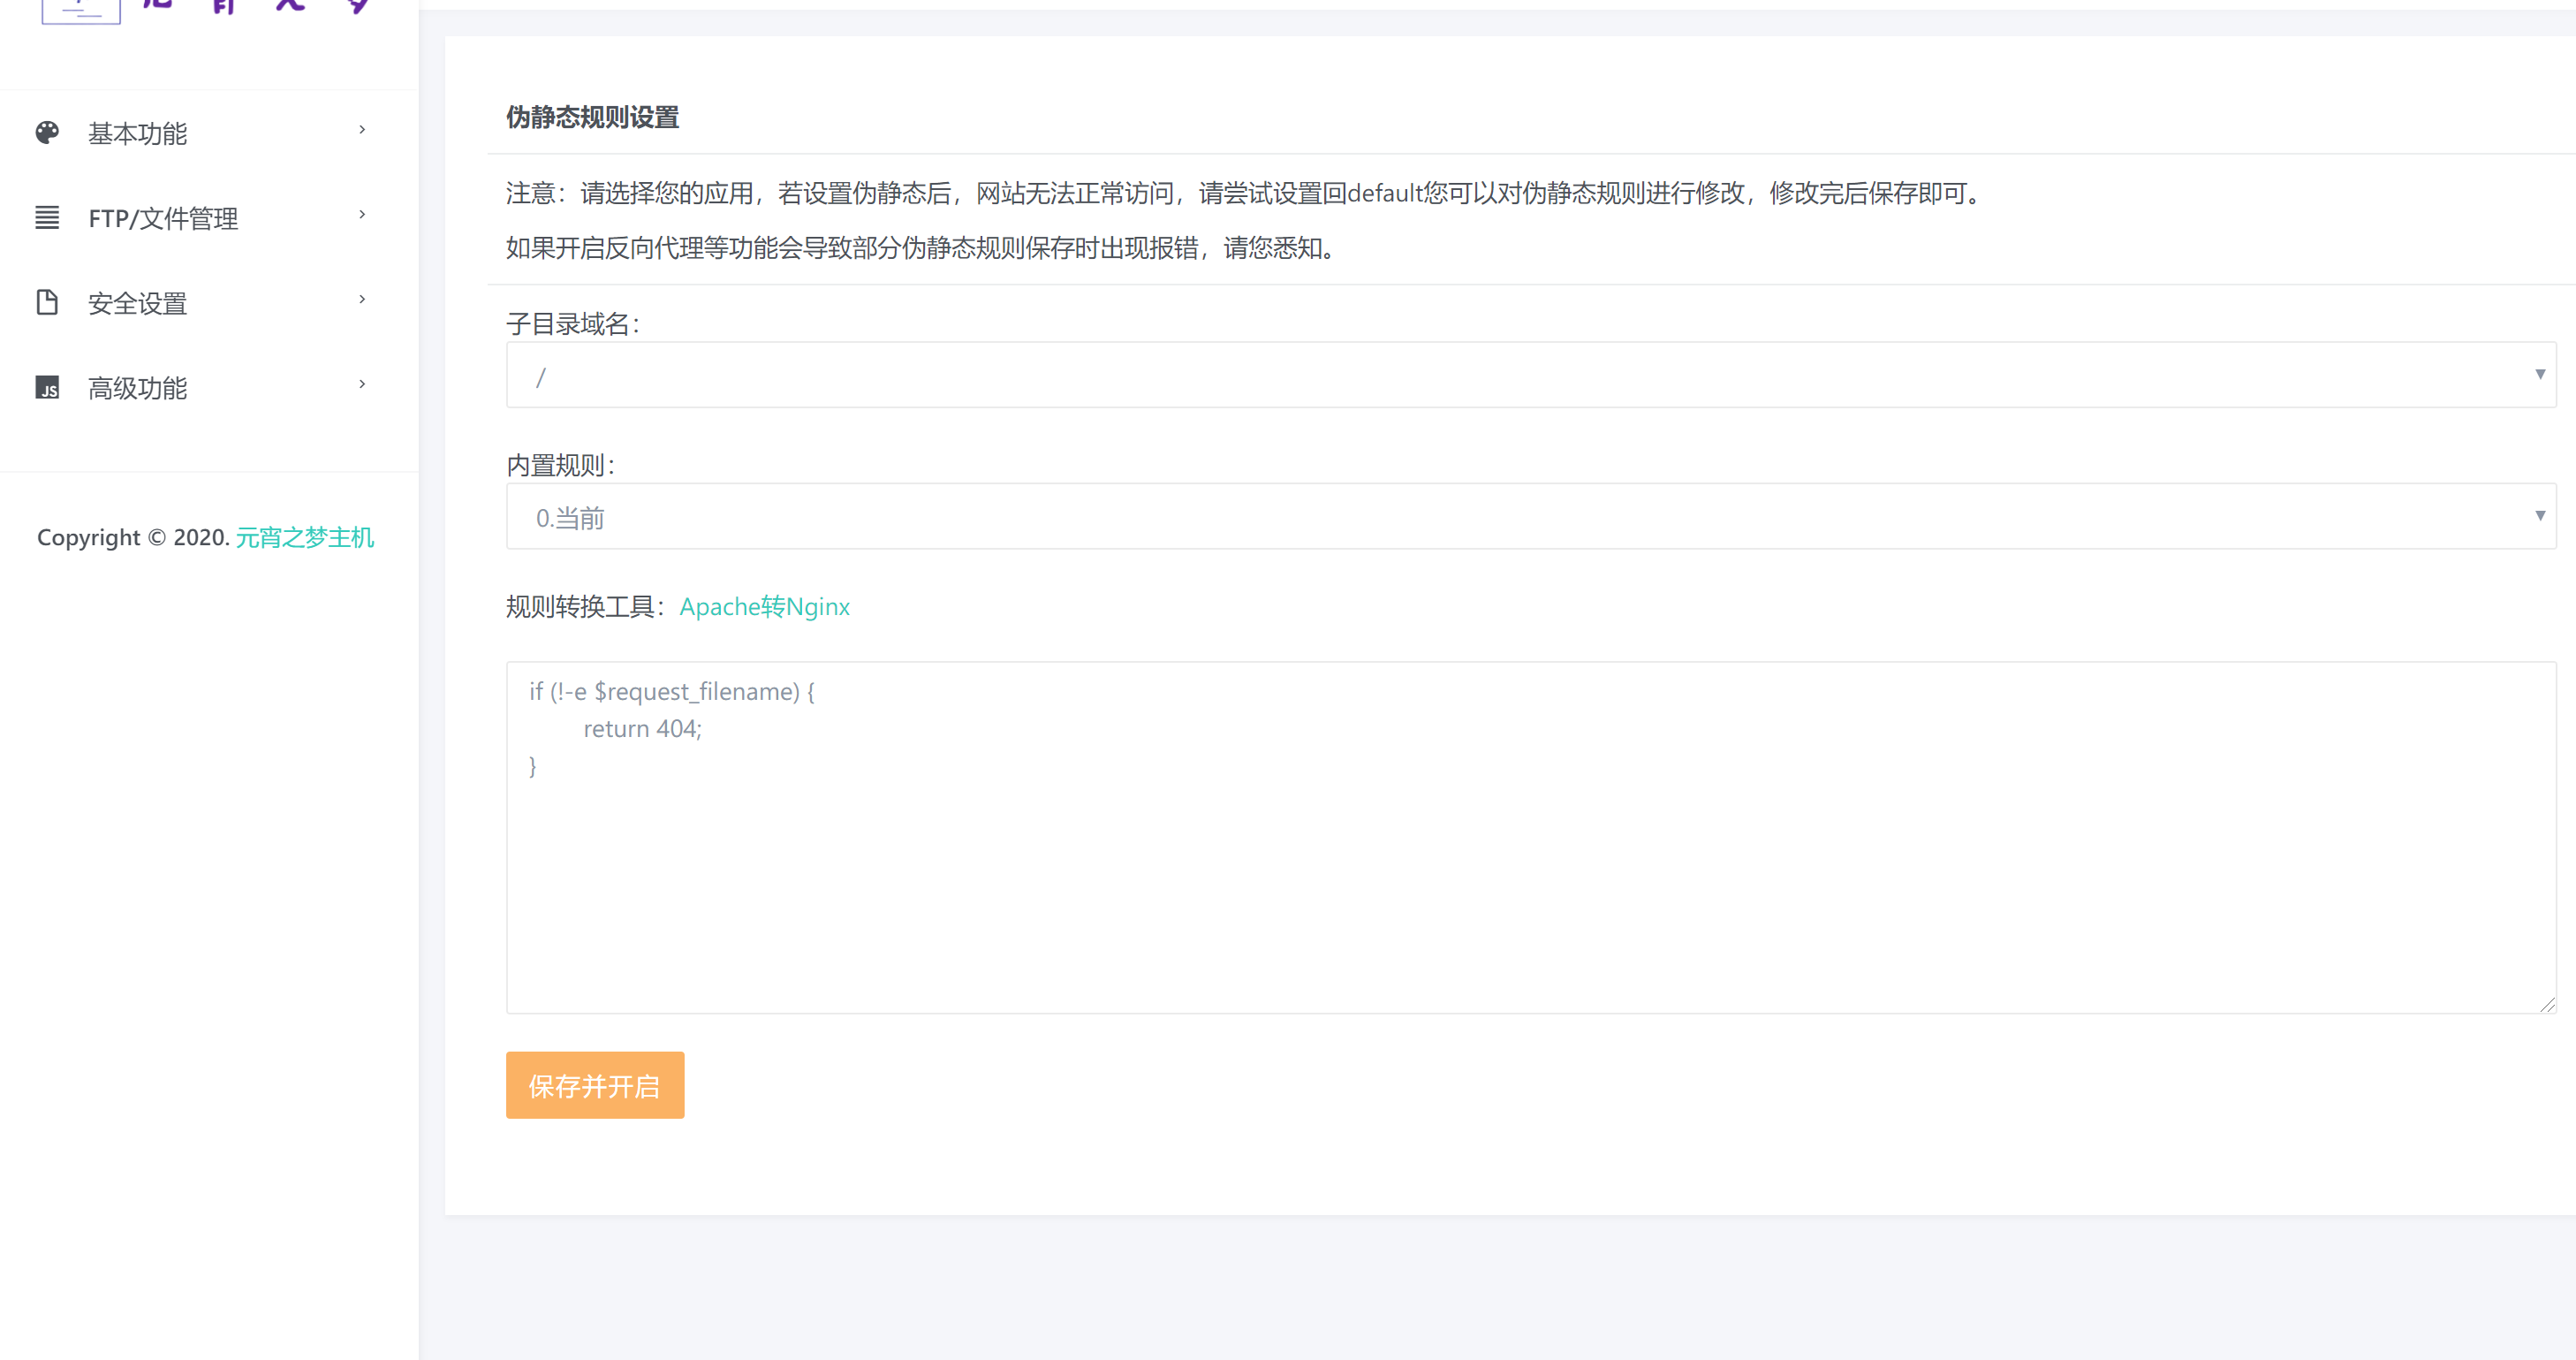 基本功能
FTP/文件管理
安全设置
高级功能
Copyright © 2020. 元宵之梦主机
伪静态规则设置
注意：请选择您的应用，若设置伪静态后，网站无法正常访问，请尝试设置回default您可以对伪静态规则进行修改，修改完后保存即可。
如果开启反向代理等功能会导致部分伪静态规则保存时出现报错，请您悉知。
子目录域名：
/
内置规则：
0.当前
规则转换工具：Apache转Nginx
if (!-e $request_filename) {
return 404;
}
保存并开启